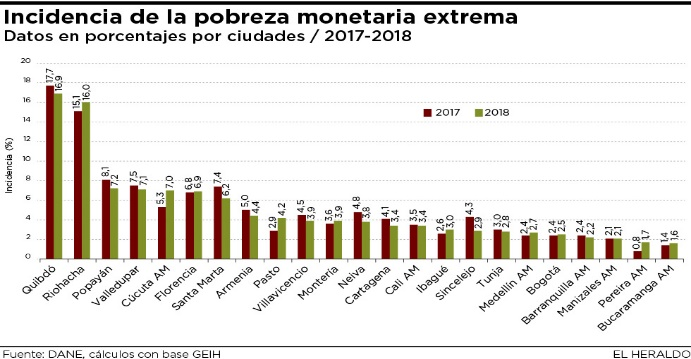 Incidencia de la pobreza monetaria extrema
Datos en porcentajes por ciudades / 2017-2018
20
18
16
14
12
10
8
6
4
2
0
Incidencia (%)
2017
2018
17,7
16,9
15,1
16,0
8,1
7,2
7,5
7,1
5,3
7,0
6,8
6,9
7,4
6,2
5,0
4,4
2,9
4,2
4,5
3,9
3,6
3,9
4,8
3,8
4,1
3,4
3,5
3,4
2,6
3,0
4,3
2,9
3,0
2,8
2,4
2,7
2,4
2,5
2,4
2,2
2,1
2,1
0,8
1,7
1,4
1,6
Quibdó
Riohacha
Popayán
Valledupar
Cúcuta AM
Florencia
Santa Marta
Armenia
Pasto
Villavicencio
Montería
Neiva
Cartagena
Cali AM
Ibagué
Sincelejo
Tunja
Medellín AM
Bogotá
Barranquilla AM
Manizales AM
Pereira AM
Bucaramanga AM
Fuente: DANE, cálculos con base GEIH
EL HERALDO